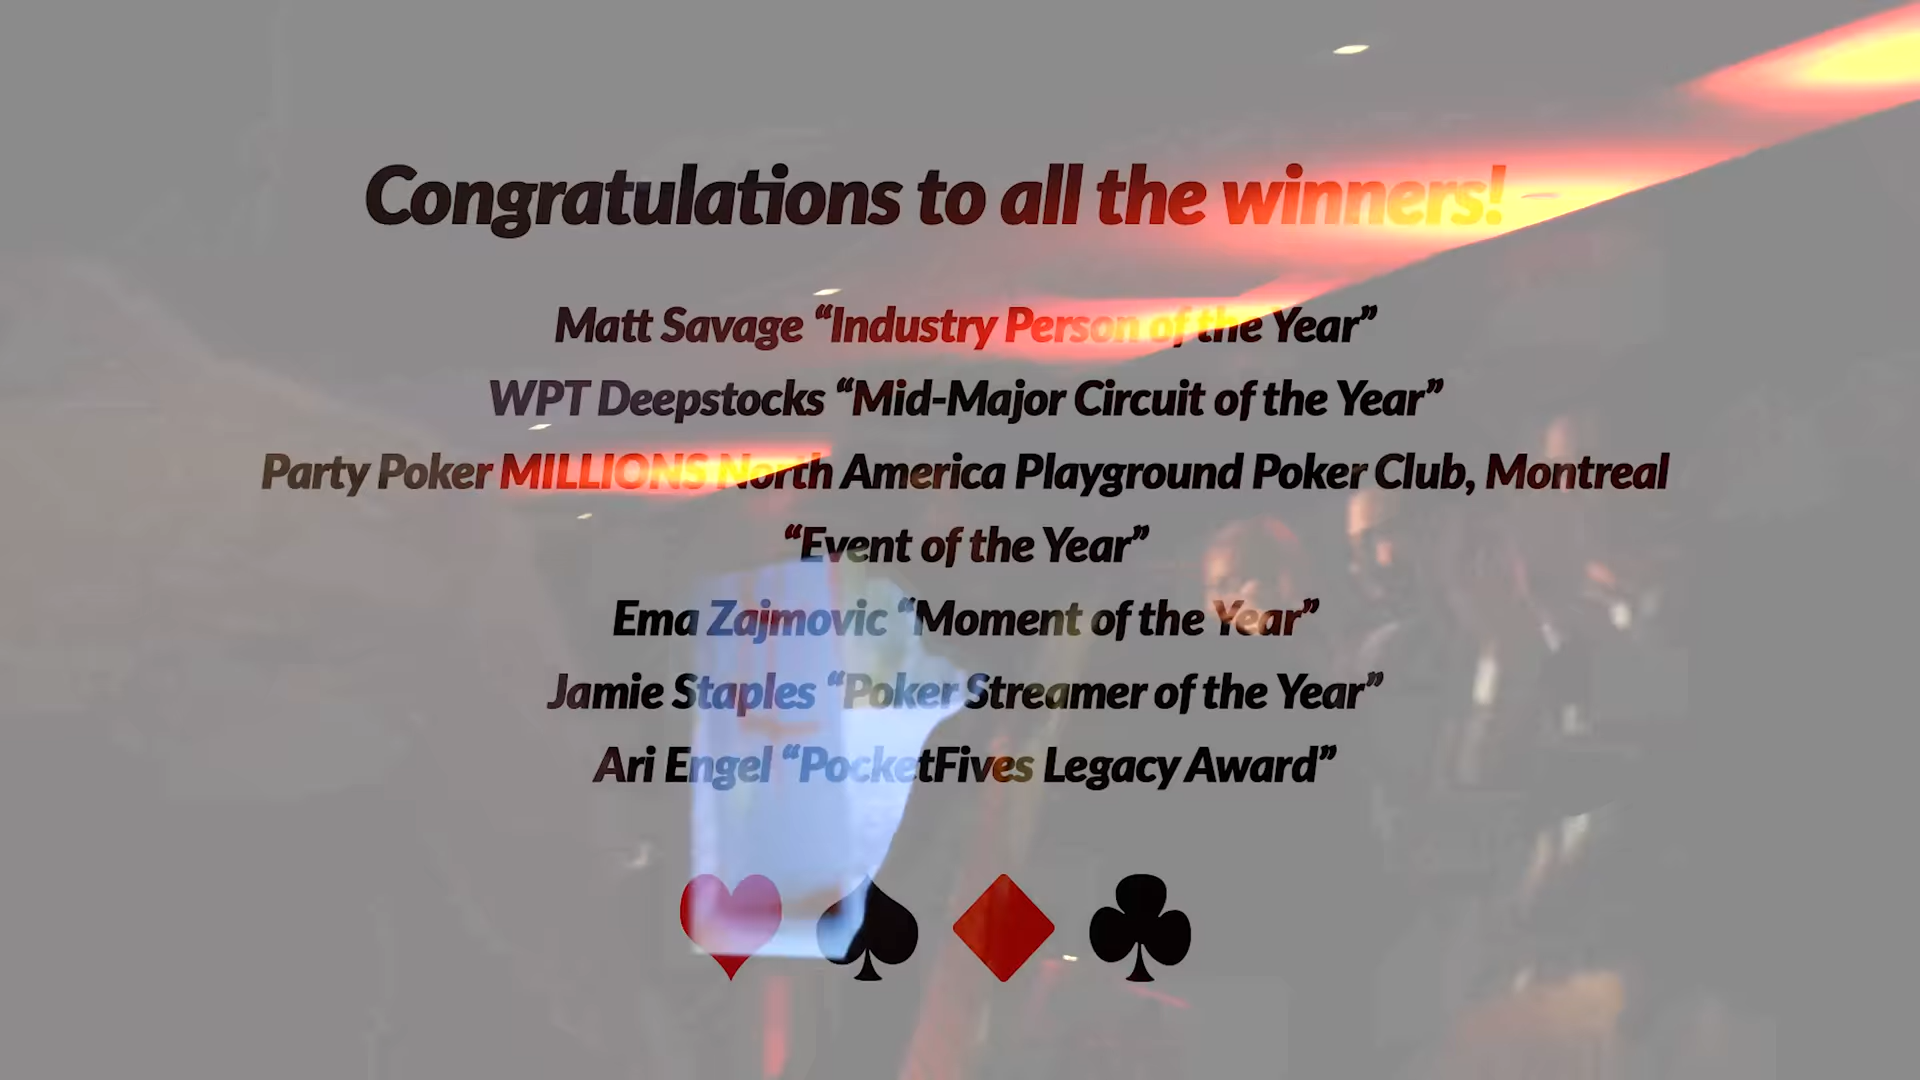 Congratulations to all the winners!
Matt Savage “Industry Person of the Year”
WPT Deepstocks “Mid-Major Circuit of the Year”
Party Poker MILLIONS North America Playground Poker Club, Montreal
“Event of the Year”
Ema Zajmovic “Moment of the Year”
Jamie Staples “Poker Streamer of the Year”
Ari Engel “PocketFives Legacy Award”